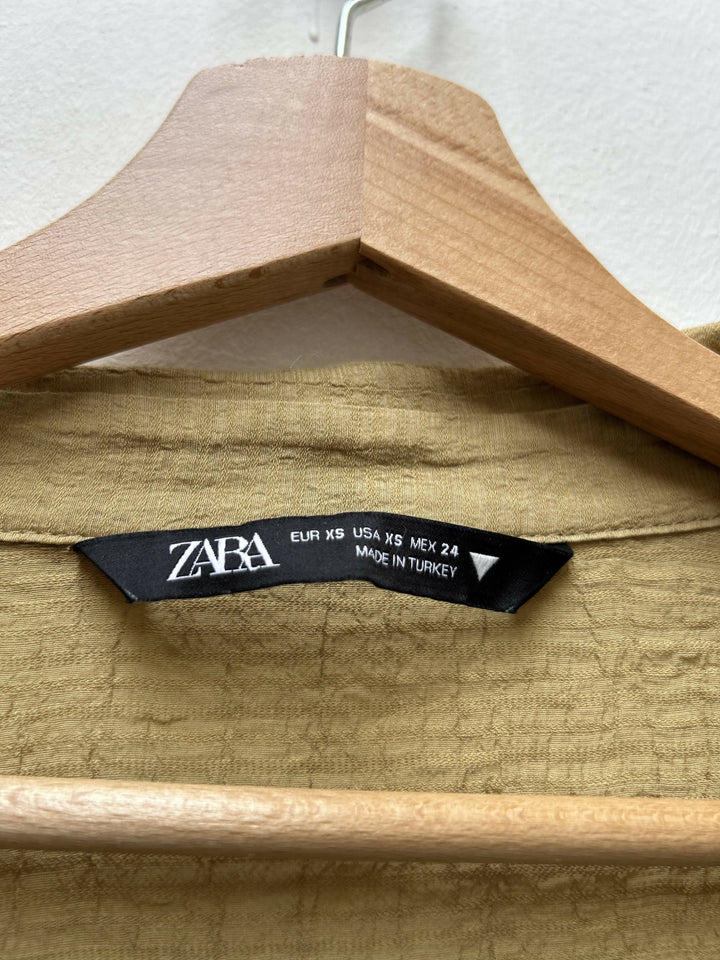 ZARA
EUR XS USA XS MEX 24
MADE IN TURKEY